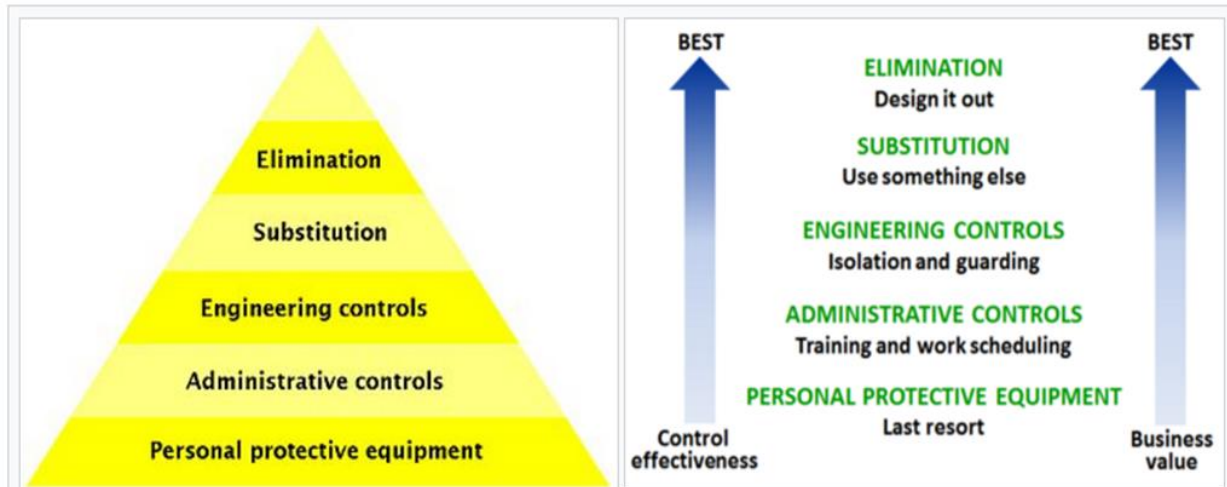 Elimination
Substitution
Engineering controls
Administrative controls
Personal protective equipment
BEST
BEST
ELIMINATION
Design it out
SUBSTITUTION
Use something else
ENGINEERING CONTROLS
Isolation and guarding
ADMINISTRATIVE CONTROLS
Training and work scheduling
PERSONAL PROTECTIVE EQUIPMENT
Last resort
Control
effectiveness
Business
value